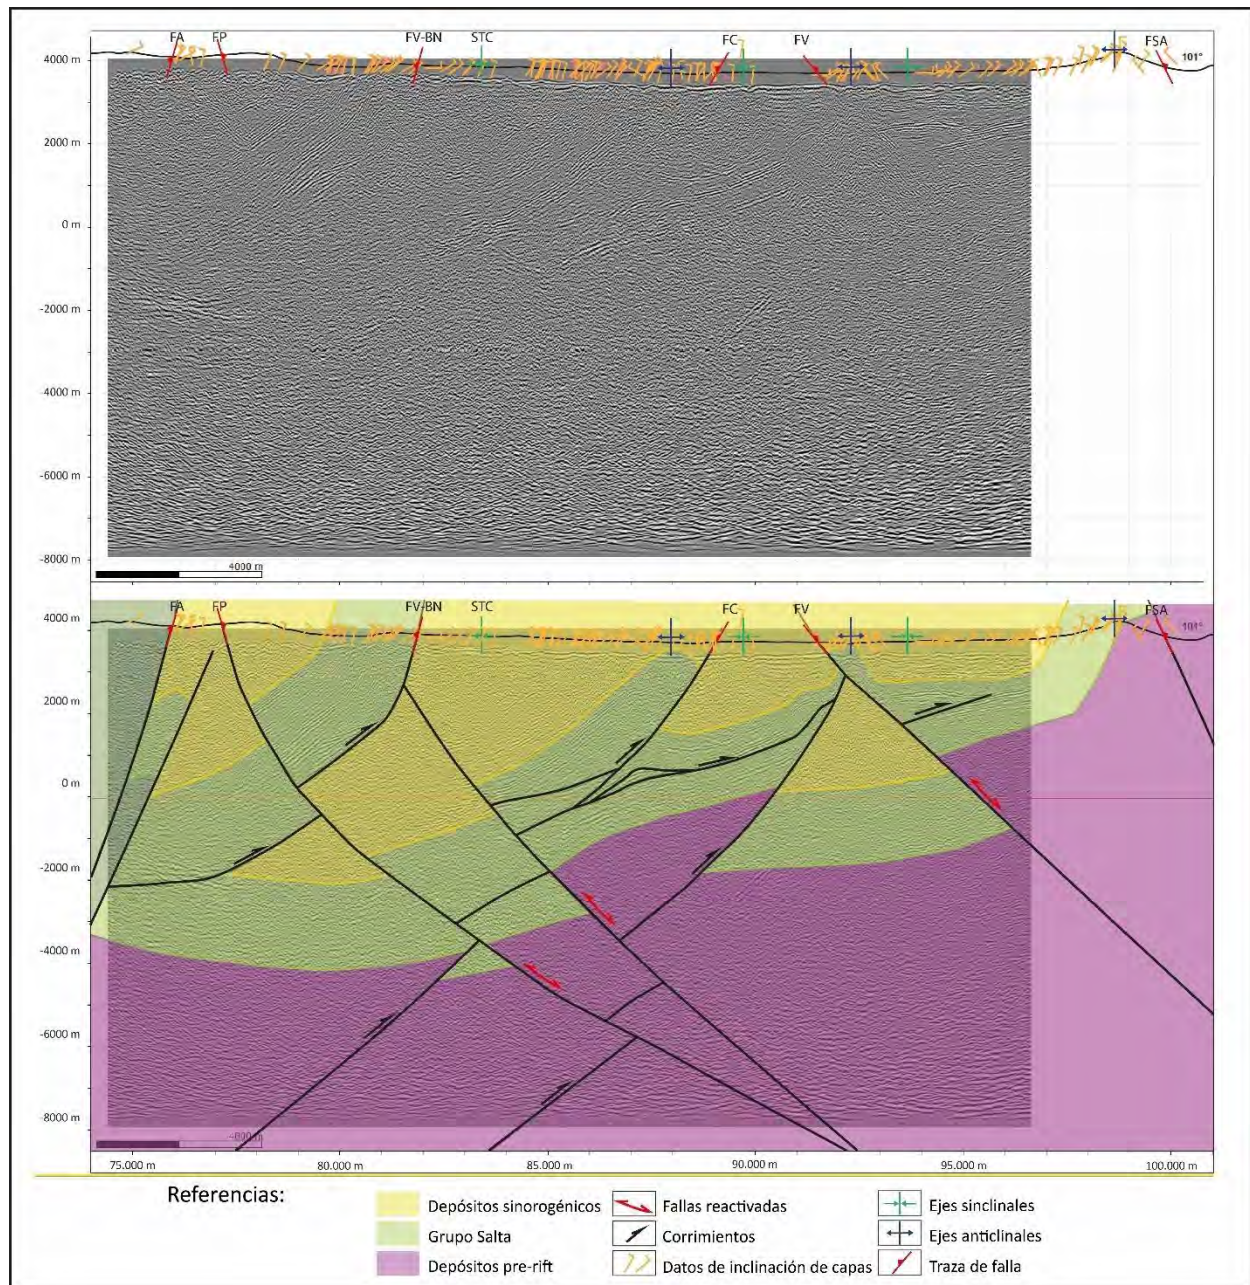 FA FP FV-BN STC FC FV FSA
4000 m
101°
2000 m
0 m
-2000 m
-4000 m
-6000 m
-8000 m
4000 m
FA FP FV-BN STC FC FV FSA
4000 m
101°
2000 m
0 m
-2000 m
-4000 m
-6000 m
-8000 m
75.000 m 80.000 m 85.000 m 90.000 m 95.000 m 100.000 m
Referencias:
Depósitos sinorogénicos Fallas reactivadas Ejes sinclinales
Grupo Salta Corrimientos Ejes anticlinales
Depósitos pre-rift Datos de inclinación de capas Traza de falla